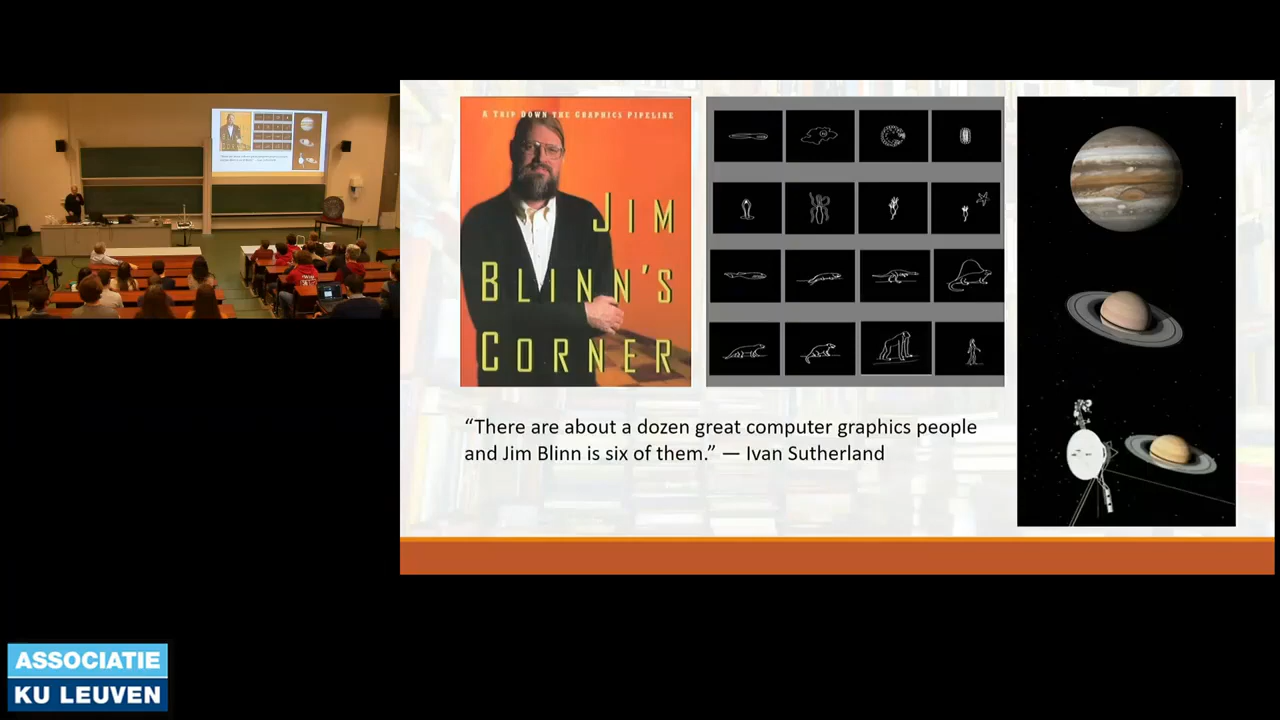 A TRIP DOWN THE GRAPHICS PIPELINE
JIM
BLINN'S
CORNER
“There are about a dozen great computer graphics people
and Jim Blinn is six of them.” — Ivan Sutherland
ASSOCIATIE
KU LEUVEN